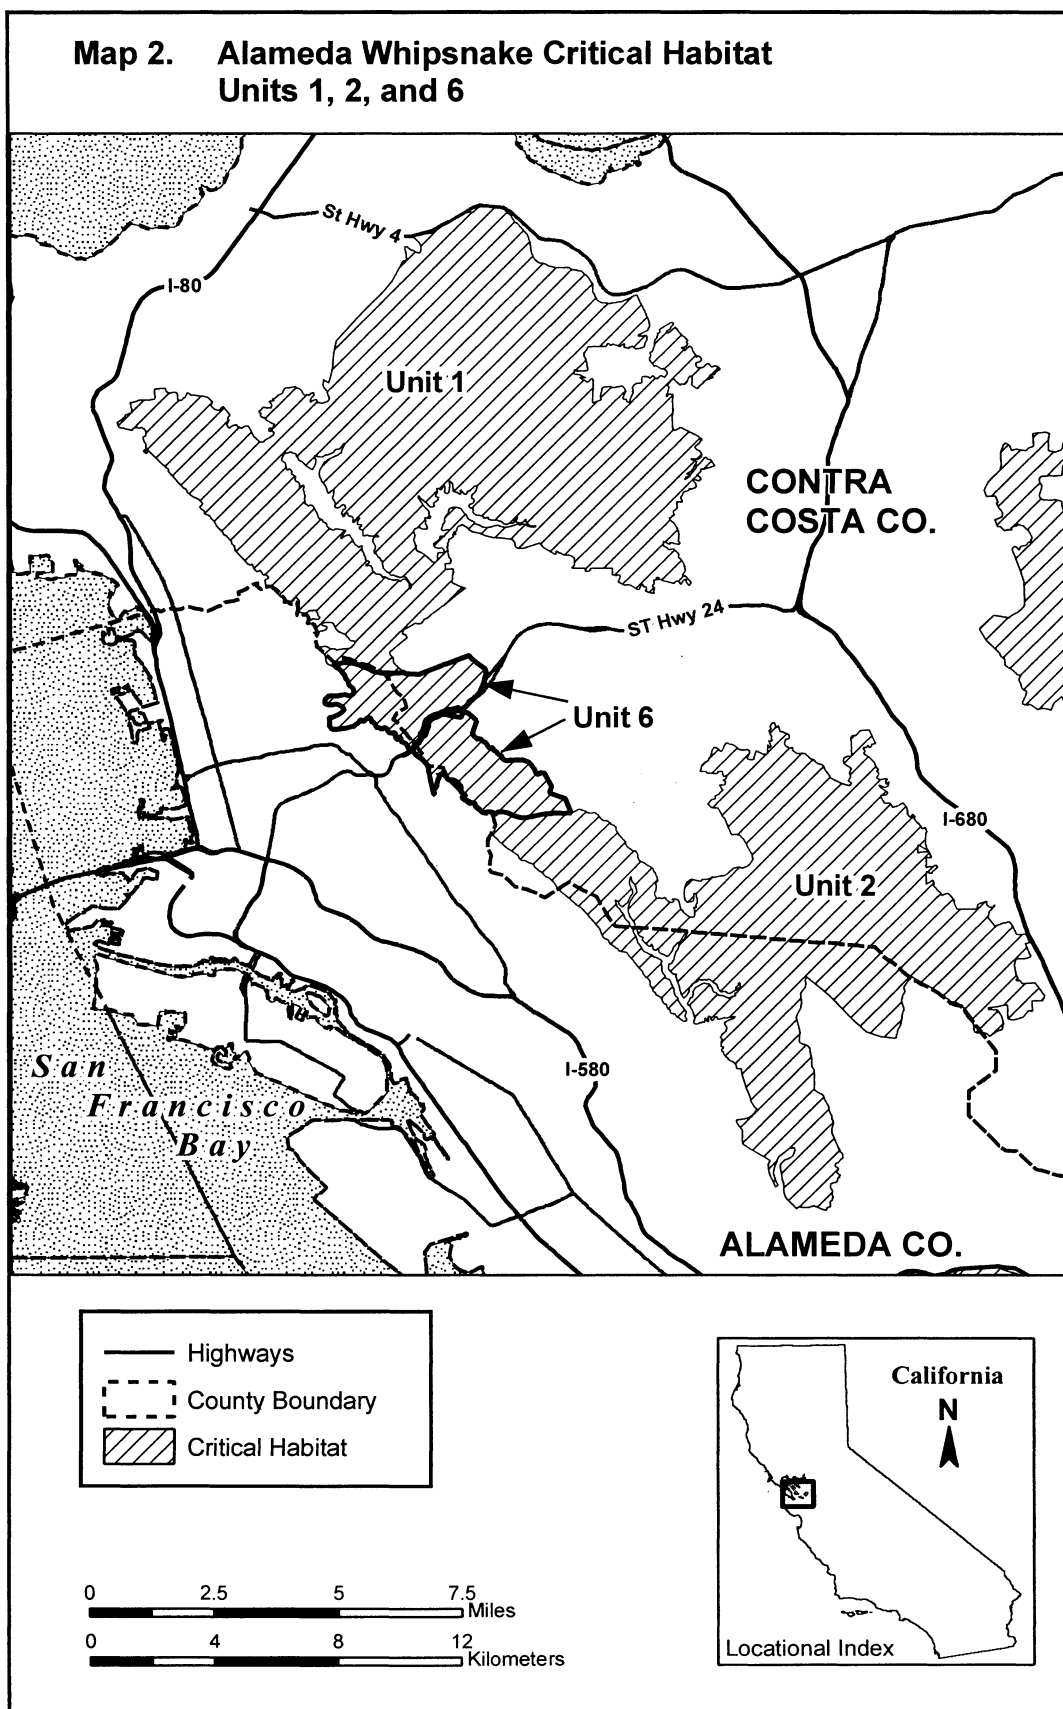 Map 2. Alameda Whipsnake Critical Habitat
Units 1, 2, and 6
St Hwy 4
I-80
Unit 1
CONTRA
COSTA CO.
ST Hwy 24
Unit 6
I-680
Unit 2
San
Francisco
Bay
I-580
ALAMEDA CO.
Highways
County Boundary
Critical Habitat
California
N
Locational Index
0 2.5 5 7.5
Miles
0 4 8 12
Kilometers